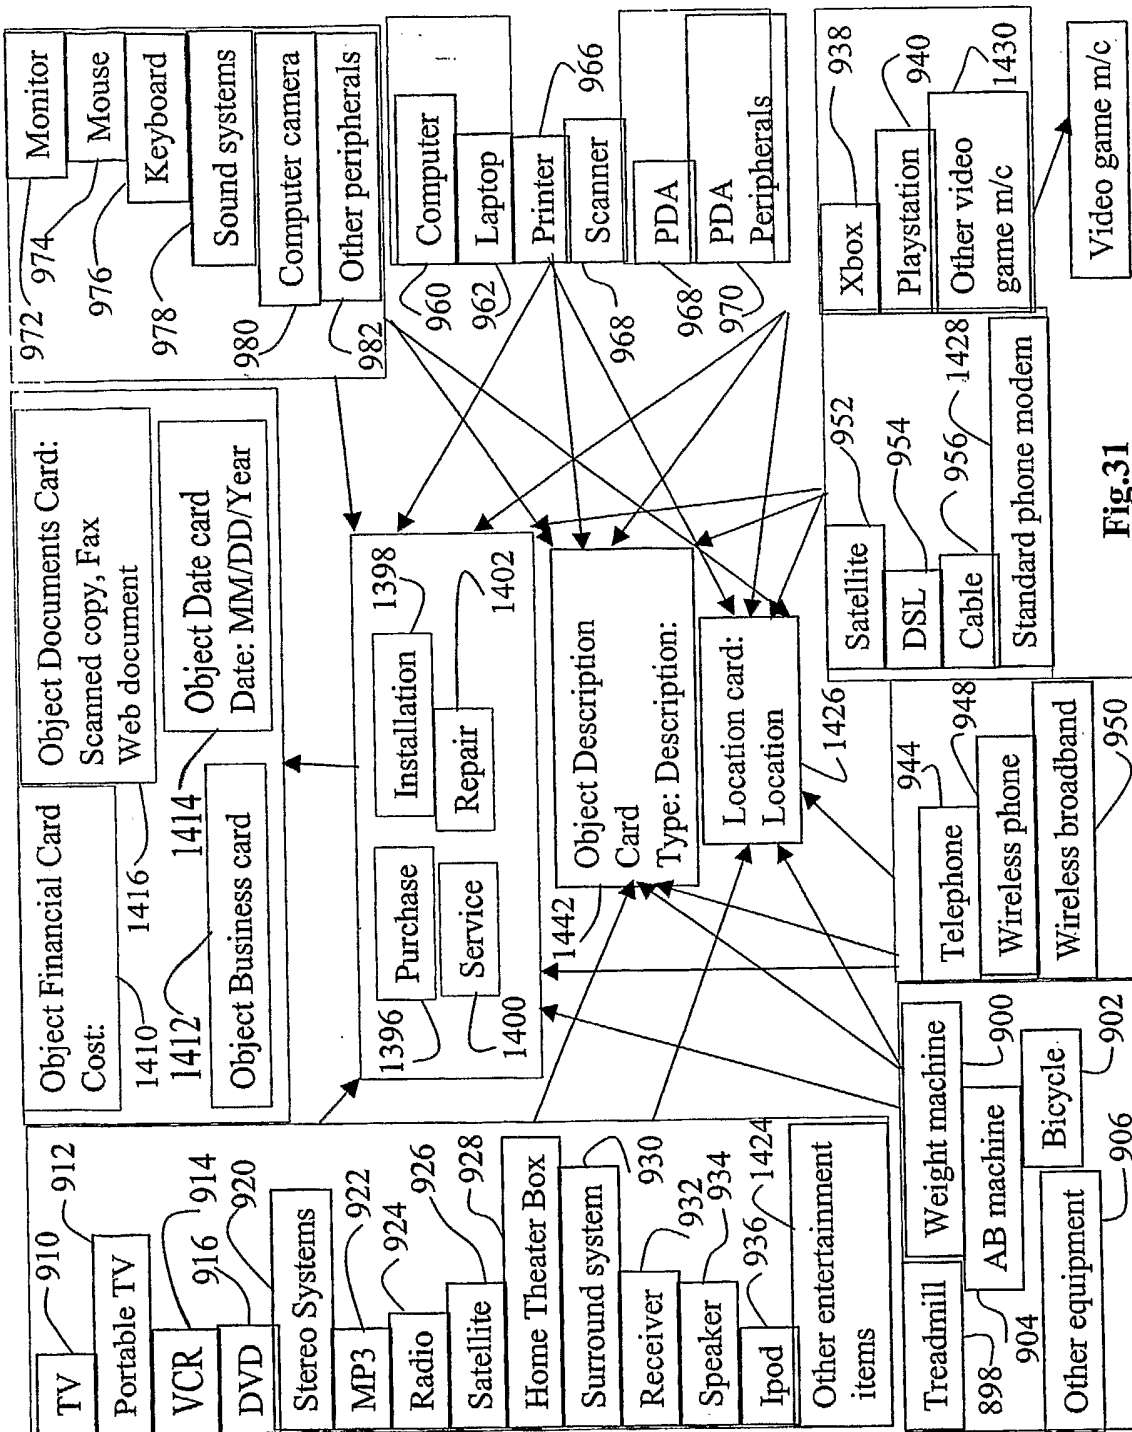 TV
910
Portable TV
912
VCR
914
DVD
916
Stereo Systems
920
MP3
922
Radio
924
Satellite
926
Home Theater Box
928
Surround system
930
Receiver
932
Speaker
934
Ipod
936
Other entertainment
items
1424
Object Financial Card
Cost:
1410
Object Documents Card:
Scanned copy, Fax
Web document
1416
1412
Object Business card
1414
Object Date card
Date: MM/DD/Year
1396
Purchase
Installation
1398
Service
1400
Repair
1402
1442
Object Description
Card
Type: Description:
Location card:
Location
1426
Monitor
972
Mouse
974
Keyboard
976
Sound systems
978
Computer camera
980
Other peripherals
982
Computer
960
Laptop
962
Printer
966
Scanner
968
PDA
968
PDA
Peripherals
970
Xbox
938
Playstation
940
Other video
game m/c
1430
Video game m/c
Treadmill
898
Weight machine
900
AB machine
904
Bicycle
902
Other equipment
906
Telephone
944
Wireless phone
948
Wireless broadband
950
Satellite
952
DSL
954
Cable
956
Standard phone modem
1428
Fig.31